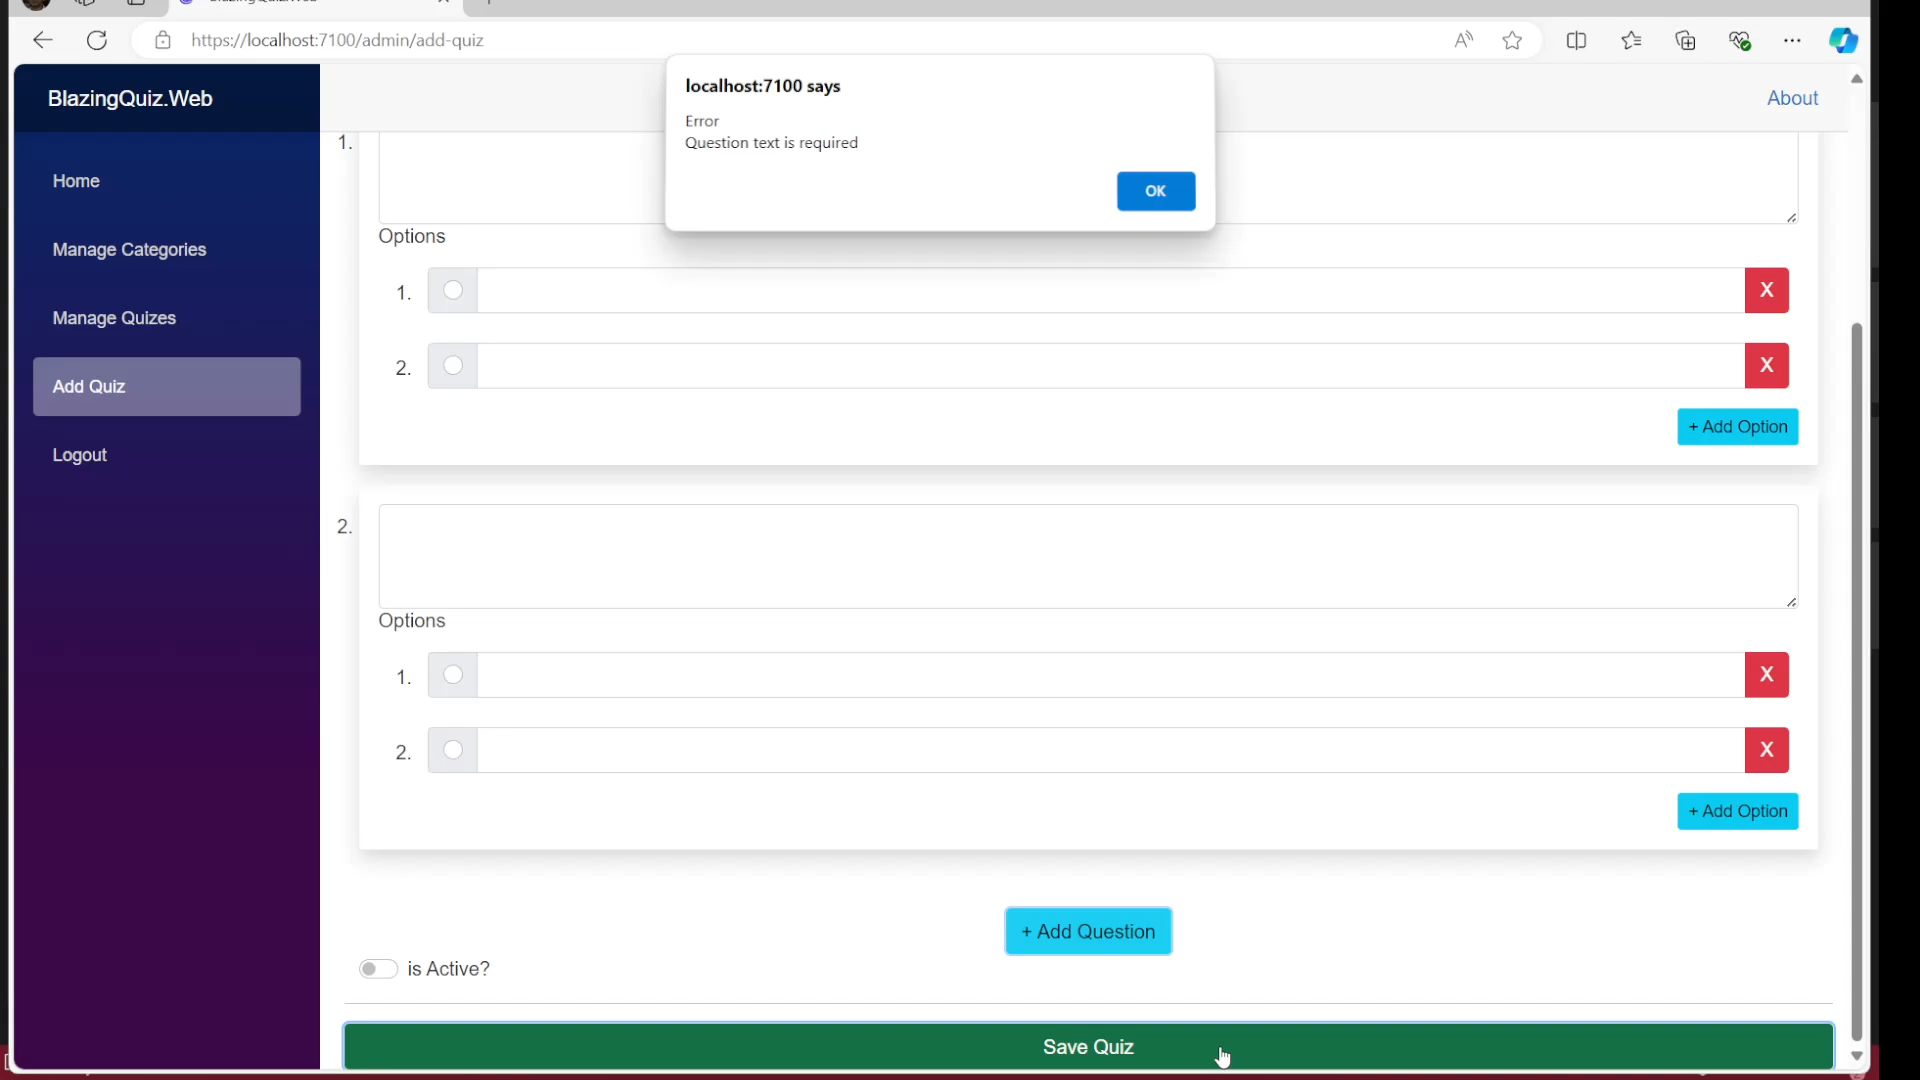 https://localhost:7100/admin/add-quiz
BlazingQuiz.Web
About
localhost:7100 says
Error
Question text is required
OK
Home
Manage Categories
Manage Quizes
Add Quiz
Logout
1.
Options
1.
X
2.
X
+ Add Option
2.
Options
1.
X
2.
X
+ Add Option
+ Add Question
is Active?
Save Quiz